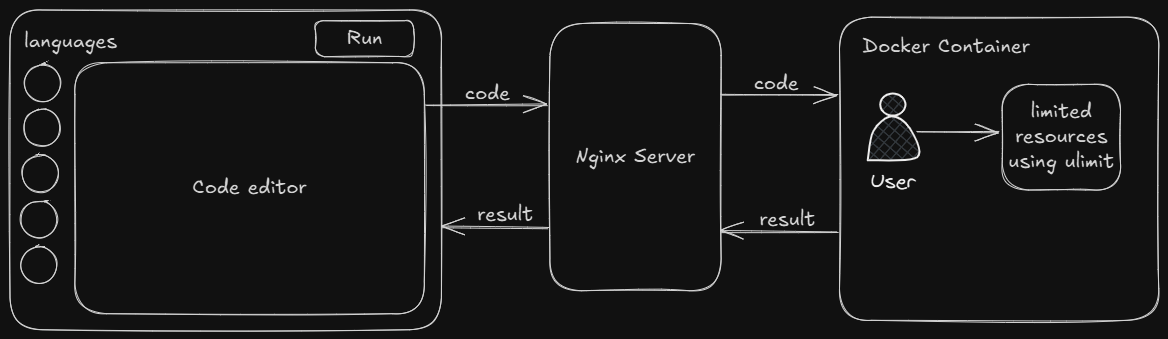 languages
Run
Code editor
code
result
Nginx Server
code
result
Docker Container
User
limited
resources
using ulimit